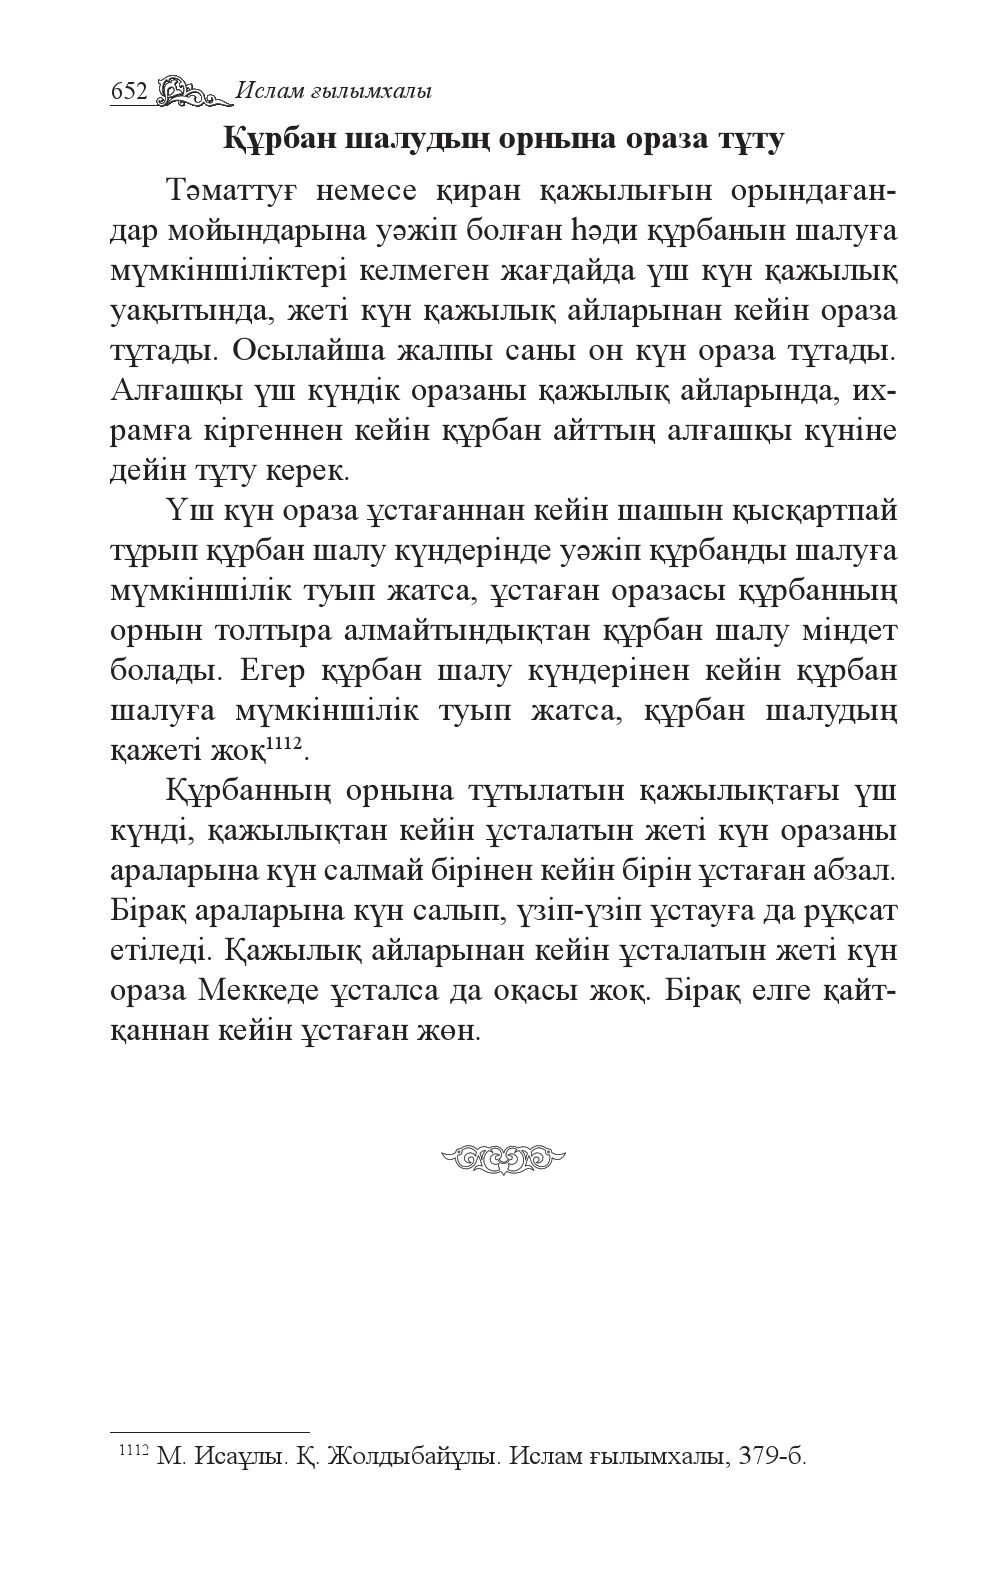 652 Ислам ғылымхалы
Құрбан шалудың орнына ораза тұту
Тәматтуғ немесе қиран қажылығын орындаған-
дар мойындарына уәжіп болған һәди құрбанын шалуға
мүмкіншіліктері келмеген жағдайда үш күн қажылық
уақытында, жеті күн қажылық айларынан кейін ораза
тұтады. Осылайша жалпы саны он күн ораза тұтады.
Алғашқы үш күндік оразаны қажылық айларында, их-
рамға кіргеннен кейін құрбан айттың алғашқы күніне
дейін тұту керек.
Үш күн ораза ұстағаннан кейін шашын қысқартпай
тұрып құрбан шалу күндерінде уәжіп құрбанды шалуға
мүмкіншілік туып жатса, ұстаған оразасы құрбанның
орнын толтыра алмайтындықтан құрбан шалу міндет
болады. Егер құрбан шалу күндерінен кейін құрбан
шалуға мүмкіншілік туып жатса, құрбан шалудың
қажеті жоқ¹¹¹².
Құрбанның орнына тұтылатын қажылықтағы үш
күнді, қажылықтан кейін ұсталатын жеті күн оразаны
араларына күн салмай бірінен кейін бірін ұстаған абзал.
Бірақ араларына күн салып, үзіп-үзіп ұстауға да рұқсат
етіледі. Қажылық айларынан кейін ұсталатын жеті күн
ораза Меккеде ұсталса да оқасы жоқ. Бірақ елге қайт-
қаннан кейін ұстаған жөн.
¹¹¹² М. Исаұлы. Қ. Жолдыбайұлы. Ислам ғылымхалы, 379-б.